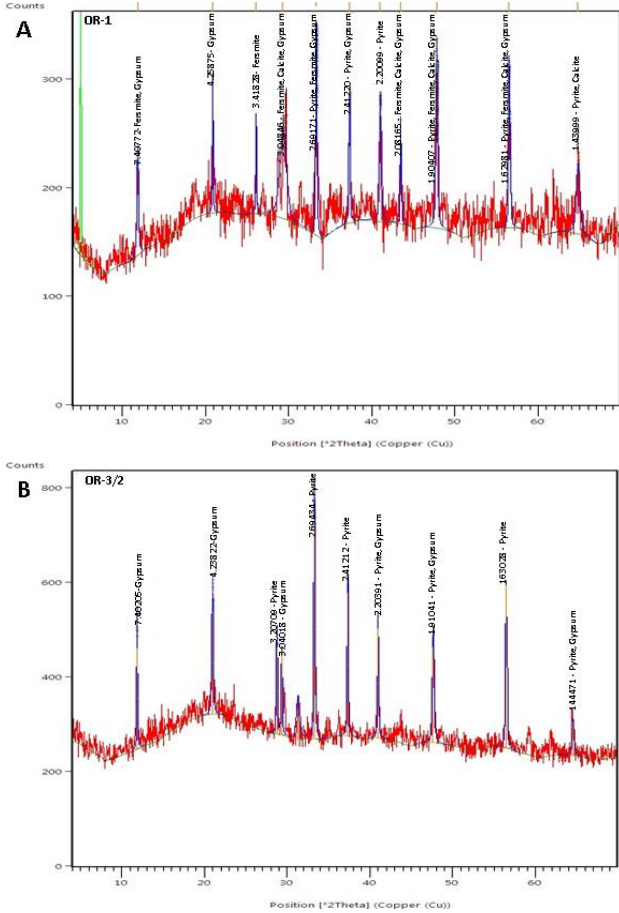 Counts
A
OR-1
300
200
100
0
7.40772-Fersmite, Gypsum
4.25875-Gypsum
3.41828-Fersmite
3.04846 - Fersmite, Calcite, Gypsum
2.69171 - Pyrite, Fersmite, Gypsum
2.41220 - Pyrite, Gypsum
2.20099 - Pyrite
2.08165 - Fersmite, Calcite, Gypsum
1.90407 - Pyrite, Fersmite, Calcite, Gypsum
1.62981 - Pyrite, Fersmite, Calcite, Gypsum
1.43999 - Pyrite, Calcite
10 20 30 40 50 60
Position [°2Theta] (Copper (Cu))
Counts
B
OR-3/2
800
600
400
200
0
7.40205-Gypsum
4.23822-Gypsum
3.20709 - Pyrite
3.04018 - Gypsum
2.69434 - Pyrite
2.41212 - Pyrite
2.20391 - Pyrite, Gypsum
1.91041 - Pyrite, Gypsum
1.63028 - Pyrite
1.44471 - Pyrite, Gypsum
10 20 30 40 50 60
Position [°2Theta] (Copper (Cu))